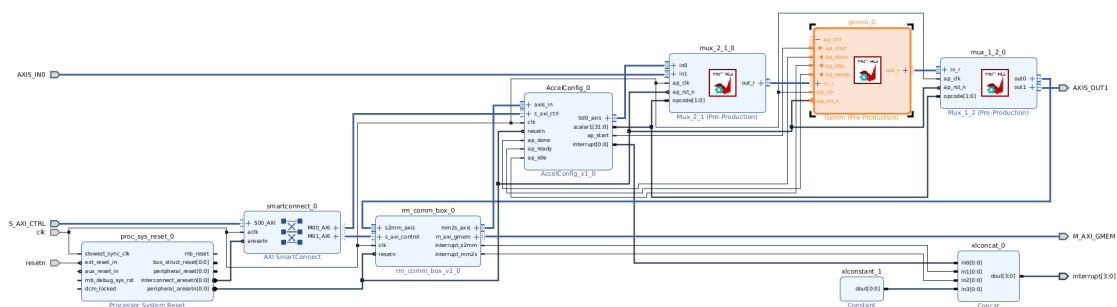 gemm_0
ap_ctrl
ap_start
ap_done
ap_idle
ap_ready
in_r
ap_clk
ap_rst_n
out_r
Gemm (Pre-Production)
mux_2_1_0
in0
in1
ap_clk
ap_rst_n
opcode[1:0]
out_r
Mux_2_1 (Pre-Production)
mux_1_2_0
in_r
ap_clk
ap_rst_n
opcode[1:0]
out0
out1
Mux_1_2 (Pre-Production)
AXIS_IN0
AXIS_OUT1
AccelConfig_0
axis_in
s_axi_ctrl
clk
resetn
ap_done
ap_ready
ap_idle
scalar1[31:0]
ap_start
interrupt[0:0]
AccelConfig_v1_0
S_AXI_CTRL
clk
resetn
smartconnect_0
S00_AXI
aclk
aresetn
M00_AXI
M01_AXI
AXI SmartConnect
rm_comm_box_0
s2mm_axis
s_axi_control
clk
resetn
mm2s_axis
m_axi_gmem
interrupt_s2mm
interrupt_mm2s
rm_comm_box_v1_0
M_AXI_GMEM
proc_sys_reset_0
slowest_sync_clk
ext_reset_in
aux_reset_in
mb_debug_sys_rst
dcm_locked
mb_reset
bus_struct_reset[0:0]
peripheral_reset[0:0]
interconnect_aresetn[0:0]
peripheral_aresetn[0:0]
Processor System Reset
xlconstant_1
dout[0:0]
Constant
xlconcat_0
In0[0:0]
In1[0:0]
In2[0:0]
In3[0:0]
dout[3:0]
Concat
interrupt[3:0]